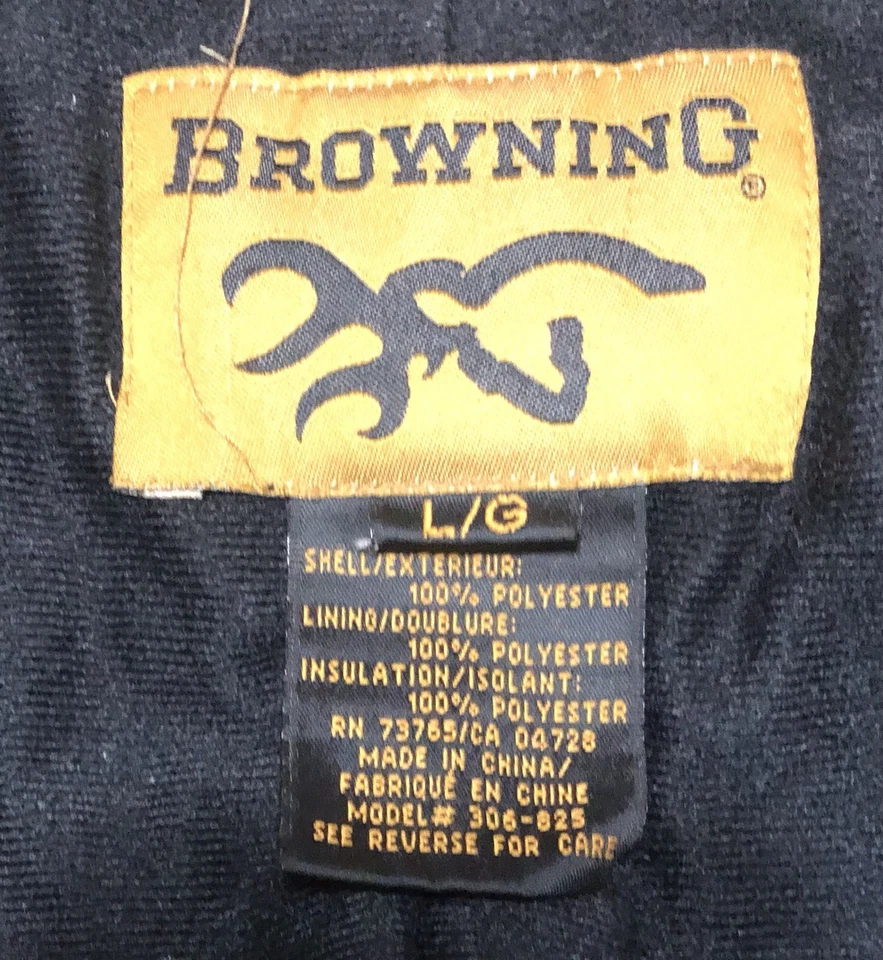 BROWNING®
L/G
SHELL/EXTERIEUR:
100% POLYESTER
LINING/DOUBLURE:
100% POLYESTER
INSULATION/ISOLANT:
100% POLYESTER
RN 73765/CA 04728
MADE IN CHINA/
FABRIQUÉ EN CHINE
MODEL# 306-825
SEE REVERSE FOR CARE